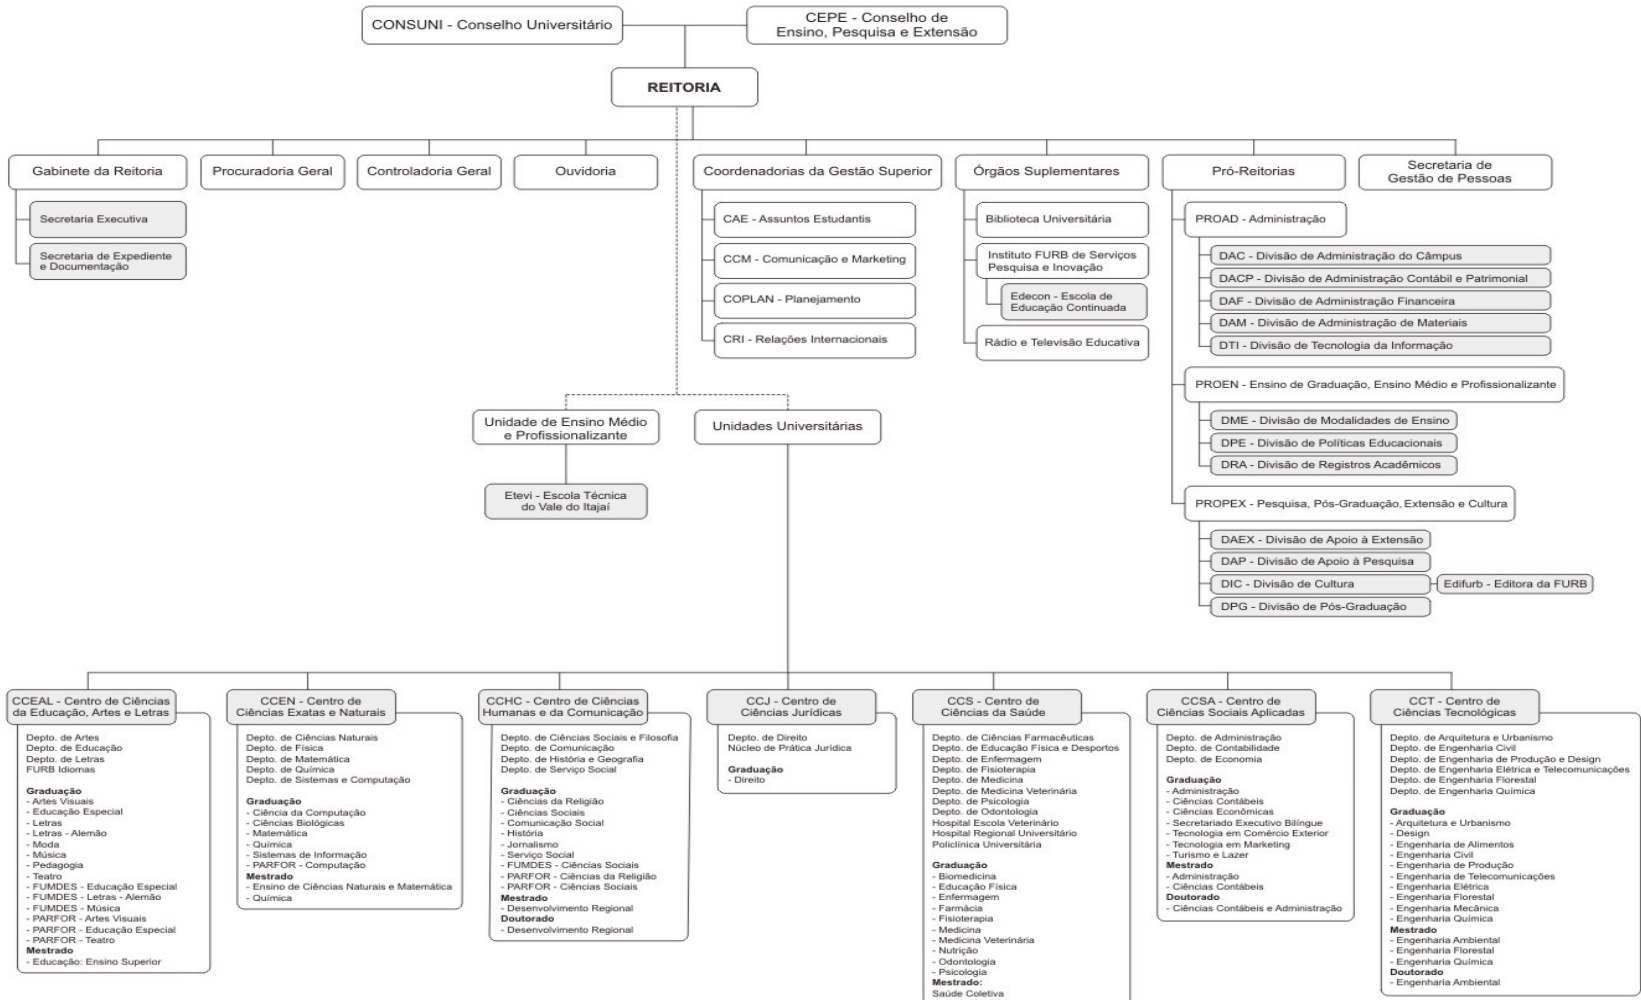 CONSUNI - Conselho Universitário
CEPE - Conselho de
Ensino, Pesquisa e Extensão
REITORIA
Gabinete da Reitoria
Secretaria Executiva
Secretaria de Expediente
e Documentação
Procuradoria Geral
Controladoria Geral
Ouvidoria
Coordenadorias da Gestão Superior
CAE - Assuntos Estudantis
CCM - Comunicação e Marketing
COPLAN - Planejamento
CRI - Relações Internacionais
Órgãos Suplementares
Biblioteca Universitária
Instituto FURB de Serviços
Pesquisa e Inovação
Edecon - Escola de
Educação Continuada
Rádio e Televisão Educativa
Pró-Reitorias
PROAD - Administração
DAC - Divisão de Administração do Câmpus
DACP - Divisão de Administração Contábil e Patrimonial
DAF - Divisão de Administração Financeira
DAM - Divisão de Administração de Materiais
DTI - Divisão de Tecnologia da Informação
PROEN - Ensino de Graduação, Ensino Médio e Profissionalizante
DME - Divisão de Modalidades de Ensino
DPE - Divisão de Políticas Educacionais
DRA - Divisão de Registros Acadêmicos
PROPEX - Pesquisa, Pós-Graduação, Extensão e Cultura
DAEX - Divisão de Apoio à Extensão
DAP - Divisão de Apoio à Pesquisa
DIC - Divisão de Cultura
Edifurb - Editora da FURB
DPG - Divisão de Pós-Graduação
Secretaria de
Gestão de Pessoas
Unidade de Ensino Médio
e Profissionalizante
Etevi - Escola Técnica
do Vale do Itajaí
Unidades Universitárias
CCEAL - Centro de Ciências
da Educação, Artes e Letras
Depto. de Artes
Depto. de Educação
Depto. de Letras
FURB Idiomas
Graduação
- Artes Visuais
- Educação Especial
- Letras
- Letras - Alemão
- Moda
- Música
- Pedagogia
- Teatro
- FUMDES - Educação Especial
- FUMDES - Letras - Alemão
- FUMDES - Música
- PARFOR - Artes Visuais
- PARFOR - Educação Especial
- PARFOR - Teatro
Mestrado
- Educação: Ensino Superior
CCEN - Centro de
Ciências Exatas e Naturais
Depto. de Ciências Naturais
Depto. de Física
Depto. de Matemática
Depto. de Química
Depto. de Sistemas e Computação
Graduação
- Ciência da Computação
- Ciências Biológicas
- Matemática
- Química
- Sistemas de Informação
- PARFOR - Computação
Mestrado
- Ensino de Ciências Naturais e Matemática
- Química
CCHC - Centro de Ciências
Humanas e da Comunicação
Depto. de Ciências Sociais e Filosofia
Depto. de Comunicação
Depto. de História e Geografia
Depto. de Serviço Social
Graduação
- Ciências da Religião
- Ciências Sociais
- Comunicação Social
- História
- Jornalismo
- Serviço Social
- FUMDES - Ciências Sociais
- PARFOR - Ciências da Religião
- PARFOR - Ciências Sociais
Mestrado
- Desenvolvimento Regional
Doutorado
- Desenvolvimento Regional
CCJ - Centro de
Ciências Jurídicas
Depto. de Direito
Núcleo de Prática Jurídica
Graduação
- Direito
CCS - Centro de
Ciências da Saúde
Depto. de Ciências Farmacêuticas
Depto. de Educação Física e Desportos
Depto. de Enfermagem
Depto. de Fisioterapia
Depto. de Medicina
Depto. de Medicina Veterinária
Depto. de Psicologia
Depto. de Odontologia
Hospital Escola Veterinário
Hospital Regional Universitário
Policlínica Universitária
Graduação
- Biomedicina
- Educação Física
- Enfermagem
- Farmácia
- Fisioterapia
- Medicina
- Medicina Veterinária
- Nutrição
- Odontologia
- Psicologia
Mestrado:
Saúde Coletiva
CCSA - Centro de
Ciências Sociais Aplicadas
Depto. de Administração
Depto. de Contabilidade
Depto. de Economia
Graduação
- Administração
- Ciências Contábeis
- Ciências Econômicas
- Secretariado Executivo Bilíngue
- Tecnologia em Comércio Exterior
- Tecnologia em Marketing
- Turismo e Lazer
Mestrado
- Administração
- Ciências Contábeis
Doutorado
- Ciências Contábeis e Administração
CCT - Centro de
Ciências Tecnológicas
Depto. de Arquitetura e Urbanismo
Depto. de Engenharia Civil
Depto. de Engenharia de Produção e Design
Depto. de Engenharia Elétrica e Telecomunicações
Depto. de Engenharia Florestal
Depto. de Engenharia Química
Graduação
- Arquitetura e Urbanismo
- Design
- Engenharia de Alimentos
- Engenharia Civil
- Engenharia de Produção
- Engenharia de Telecomunicações
- Engenharia Elétrica
- Engenharia Florestal
- Engenharia Mecânica
- Engenharia Química
Mestrado
- Engenharia Ambiental
- Engenharia Florestal
- Engenharia Química
Doutorado
- Engenharia Ambiental